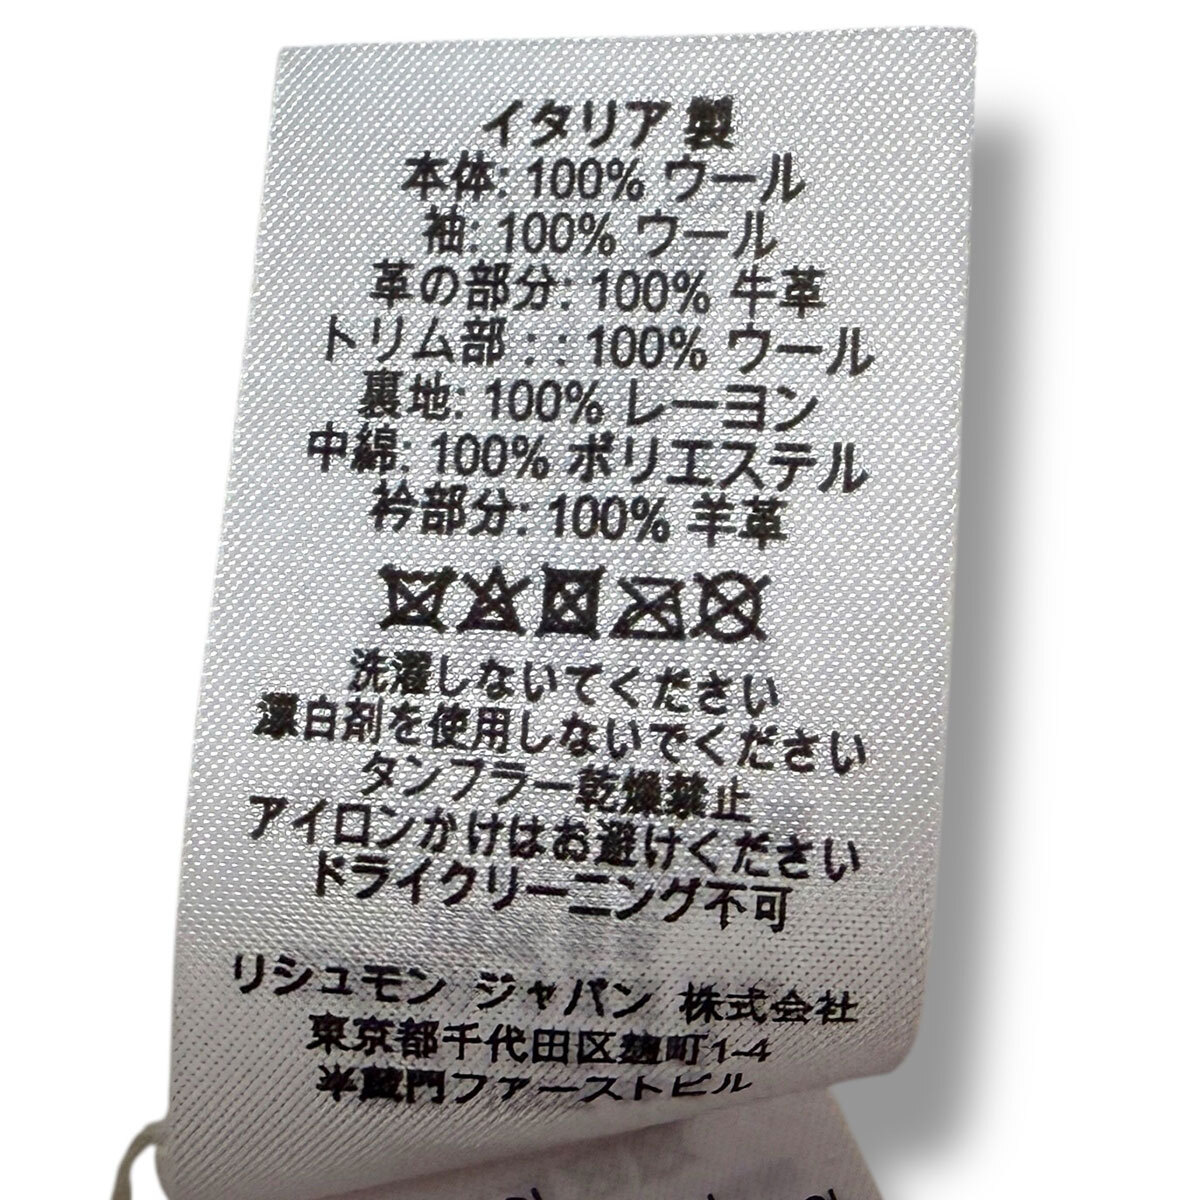 イタリア製
本体: 100% ウール
袖: 100% ウール
革の部分: 100% 牛革
トリム部 : : 100% ウール
裏地: 100% レーヨン
中綿: 100% ポリエステル
衿部分: 100% 羊革
洗濯しないてください
漂白剤を使用しないでください
タンブラー乾燥禁止
アイロンかけはお避けください
ドライクリーニング不可
リシュモン ジャパン 株式会社
東京都千代田区麹町1-4
半蔵門ファーストビル